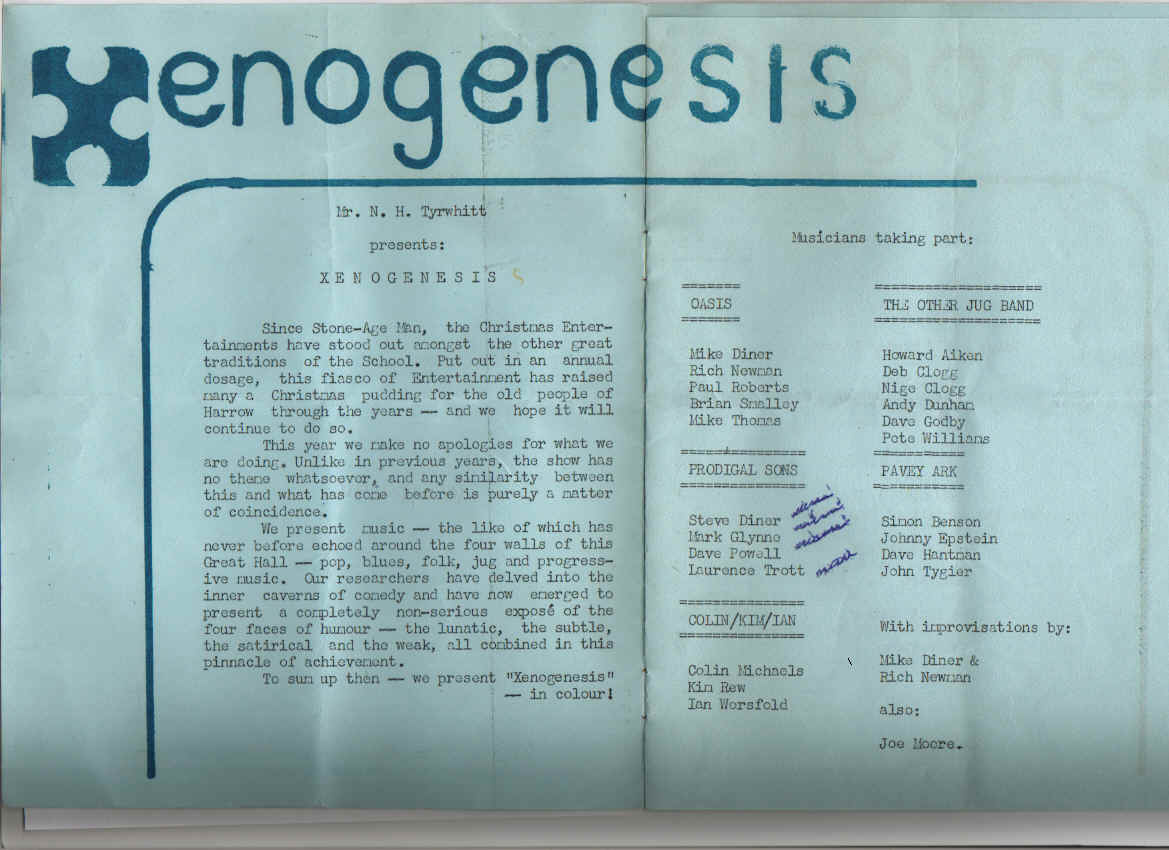 Xenogenesis
Mr. N. H. Tyrwhitt
presents:
X E N O G E N E S I S
Since Stone-Age Man, the Christmas Enter-
tainments have stood out amongst the other great
traditions of the School. Put out in an annual
dosage, this fiasco of Entertainment has raised
many a Christmas pudding for the old people of
Harrow through the years — and we hope it will
continue to do so.
This year we make no apologies for what we
are doing. Unlike in previous years, the show has
no theme whatsoever, and any similarity between
this and what has come before is purely a matter
of coincidence.
We present music — the like of which has
never before echoed around the four walls of this
Great Hall — pop, blues, folk, jug and progress-
ive music. Our researchers have delved into the
inner caverns of comedy and have now emerged to
present a completely non-serious exposé of the
four faces of humour — the lunatic, the subtle,
the satirical and the weak, all combined in this
pinnacle of achievement.
To sum up then — we present "Xenogenesis"
— in colour!
Musicians taking part:
OASIS
Mike Diner
Rich Newman
Paul Roberts
Brian Smalley
Mike Thomas
PRODIGAL SONS
Steve Diner
Mark Glynne
Dave Powell
Laurence Trott
COLIN/KIM/IAN
Colin Michaels
Kim Rew
Ian Worsfold
THE OTHER JUG BAND
Howard Aiken
Deb Clogg
Nige Clogg
Andy Dunham
Dave Godby
Pete Williams
PAVEY ARK
Simon Benson
Johnny Epstein
Dave Hantman
John Tygier
With improvisations by:
Mike Diner &
Rich Newman
also:
Joe Moore.